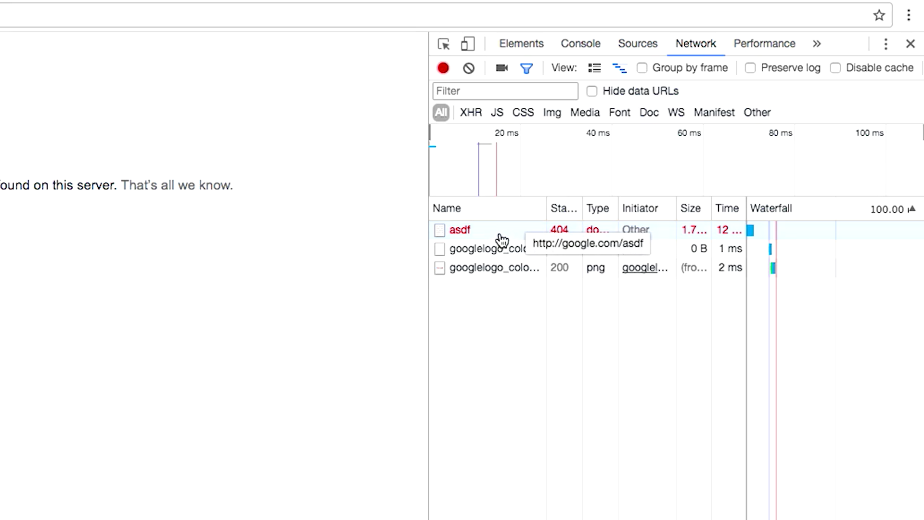 Elements Console Sources Network Performance »
View: Group by frame Preserve log Disable cache
Filter Hide data URLs
All XHR JS CSS Img Media Font Doc WS Manifest Other
20 ms 40 ms 60 ms 80 ms 100 ms
ound on this server. That's all we know.
Name Sta... Type Initiator Size Time Waterfall 100.00
asdf 404 do... Other 1.7... 12 ...
http://google.com/asdf
googlelogo_colo 0 B 1 ms
googlelogo_colo... 200 png googlel... (fro... 2 ms